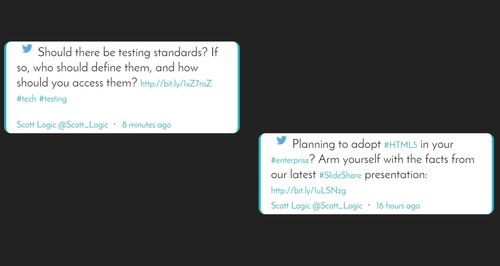 Should there be testing standards? If
so, who should define them, and how
should you access them? http://bit.ly/1xZ7nsZ
#tech #testing
Scott Logic @Scott_Logic · 8 minutes ago
Planning to adopt #HTML5 in your
#enterprise? Arm yourself with the facts from
our latest #SlideShare presentation:
http://bit.ly/1uLSNzg
Scott Logic @Scott_Logic · 16 hours ago